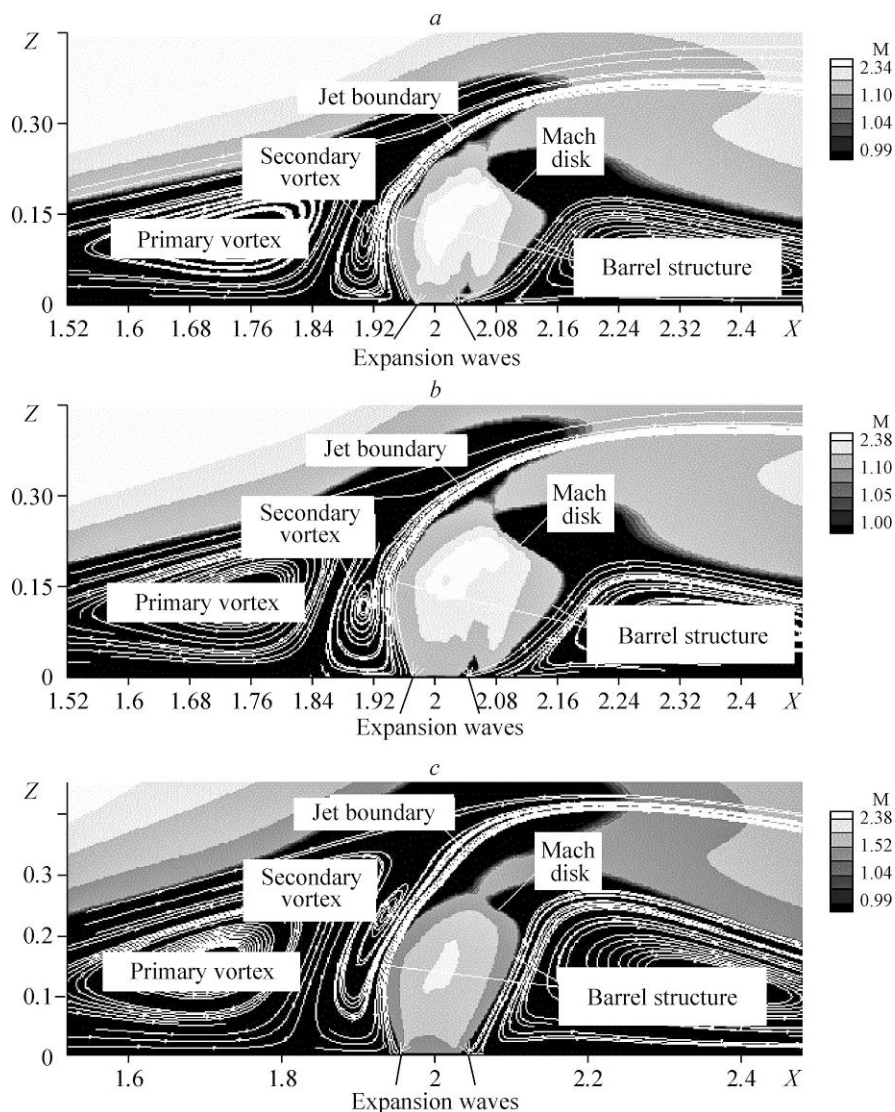 a
Z
M
2.34
1.10
1.04
0.99
Jet boundary
Mach
disk
Secondary
vortex
Primary vortex
Barrel structure
0.30
0.15
0
1.52 1.6 1.68 1.76 1.84 1.92 2 2.08 2.16 2.24 2.32 2.4 X
Expansion waves
b
Z
M
2.38
1.10
1.05
1.00
Jet boundary
Mach
disk
Secondary
vortex
Primary vortex
Barrel structure
0.30
0.15
0
1.52 1.6 1.68 1.76 1.84 1.92 2 2.08 2.16 2.24 2.32 2.4 X
Expansion waves
c
Z
M
2.38
1.52
1.04
0.99
Jet boundary
Mach
disk
Secondary
vortex
Primary vortex
Barrel structure
0.3
0.2
0.1
0
1.6 1.8 2 2.2 2.4 X
Expansion waves